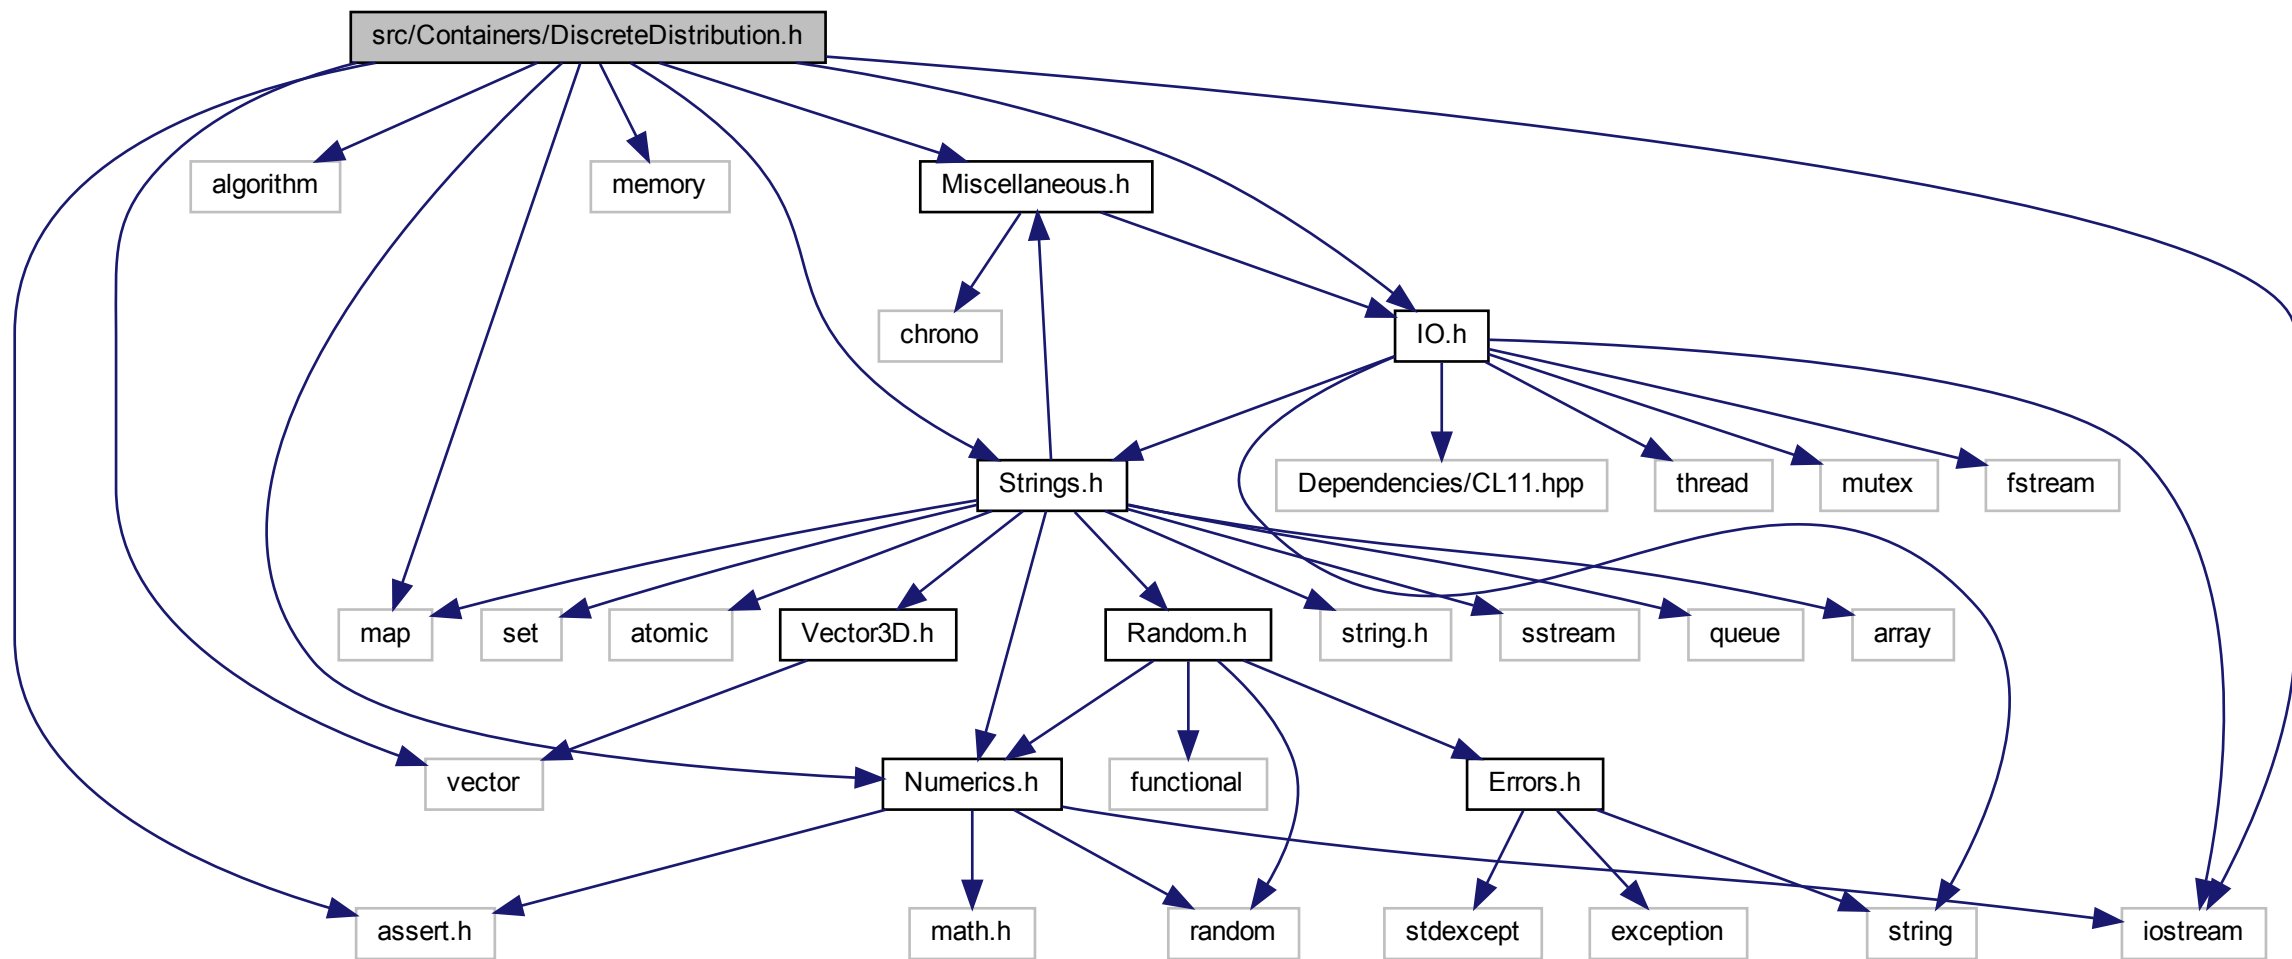 src/Containers/DiscreteDistribution.h
algorithm
memory
Miscellaneous.h
chrono
IO.h
Strings.h
Dependencies/CL11.hpp
thread
mutex
fstream
map
set
atomic
Vector3D.h
Random.h
string.h
sstream
queue
array
vector
Numerics.h
functional
Errors.h
assert.h
math.h
random
stdexcept
exception
string
iostream